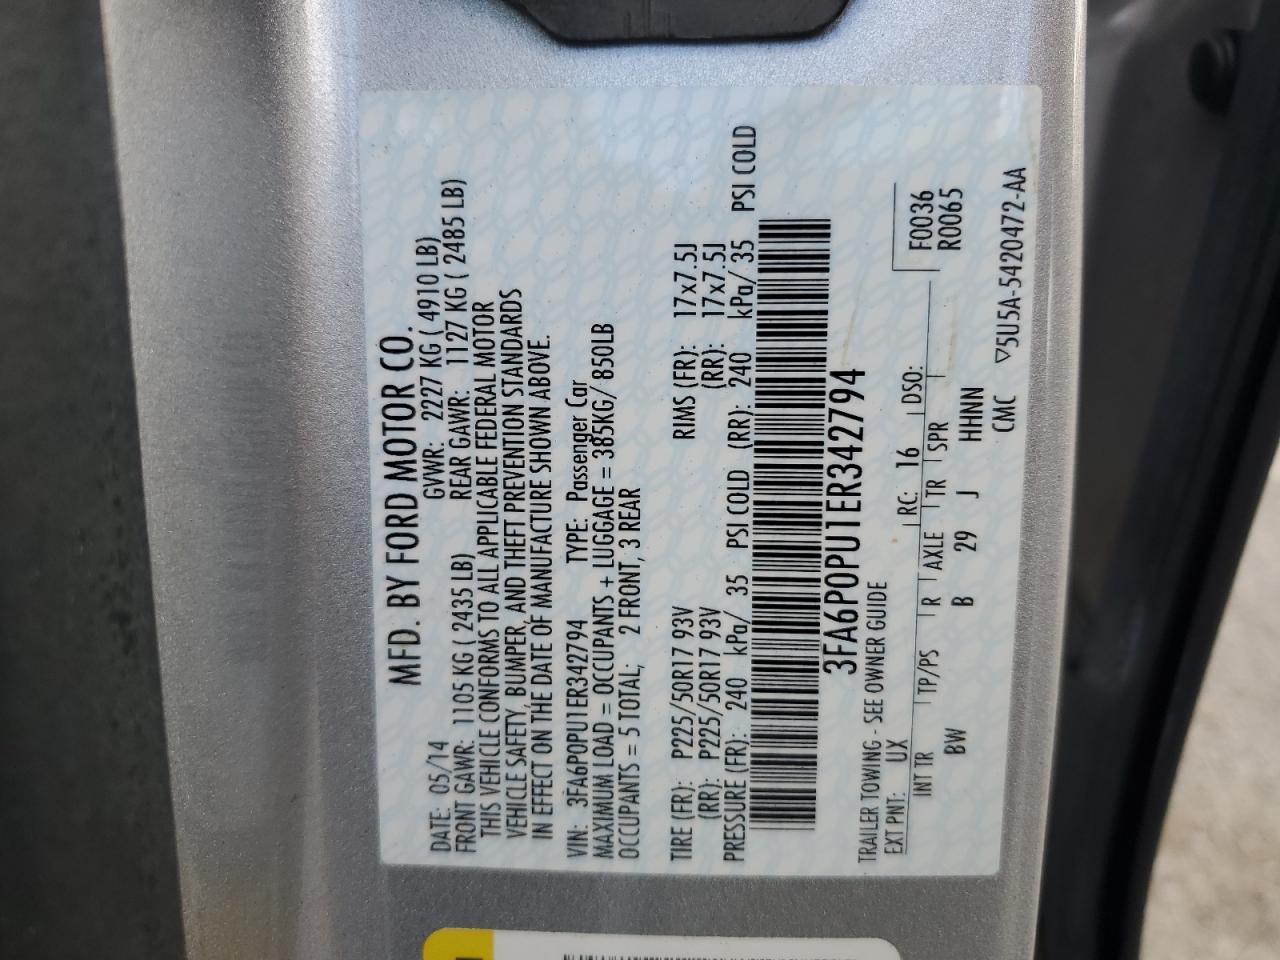 MFD. BY FORD MOTOR CO.
DATE: 05/14 GVWR: 2227 KG ( 4910 LB)
FRONT GAWR: 1105 KG ( 2435 LB) REAR GAWR: 1127 KG ( 2485 LB)
THIS VEHICLE CONFORMS TO ALL APPLICABLE FEDERAL MOTOR
VEHICLE SAFETY, BUMPER, AND THEFT PREVENTION STANDARDS
IN EFFECT ON THE DATE OF MANUFACTURE SHOWN ABOVE.
VIN: 3FA6P0PU1ER342794 TYPE: Passenger Car
MAXIMUM LOAD = OCCUPANTS + LUGGAGE = 385KG/ 850LB
OCCUPANTS = 5 TOTAL; 2 FRONT, 3 REAR
TIRE (FR): P225/50R17 93V RIMS (FR): 17x7.5J
(RR): P225/50R17 93V (RR): 17x7.5J
PRESSURE (FR): 240 kPa/ 35 PSI COLD (RR): 240 kPa/ 35 PSI COLD
3FA6P0PU1ER342794
TRAILER TOWING - SEE OWNER GUIDE
EXT PNT: UX RC: 16 DSO: F0036
INT TR TP/PS R AXLE TR SPR R0065
BW B 29 J HHNN
CMC ▽5U5A-5420472-AA